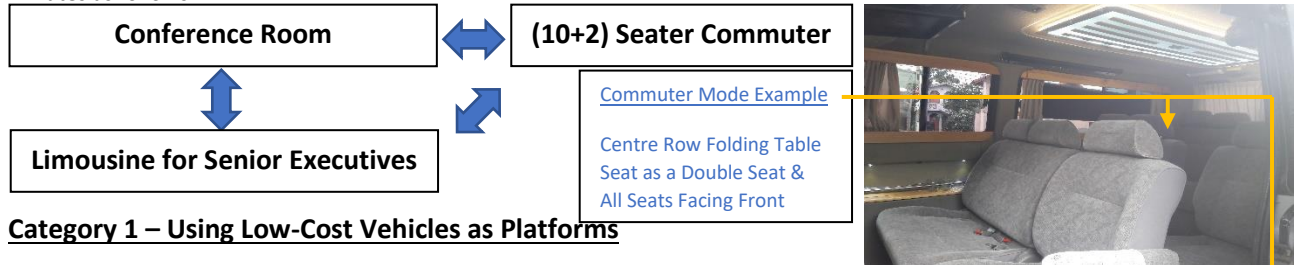 Conference Room
(10+2) Seater Commuter
Commuter Mode Example
Centre Row Folding Table
Seat as a Double Seat &
All Seats Facing Front
Limousine for Senior Executives
Category 1 – Using Low-Cost Vehicles as Platforms